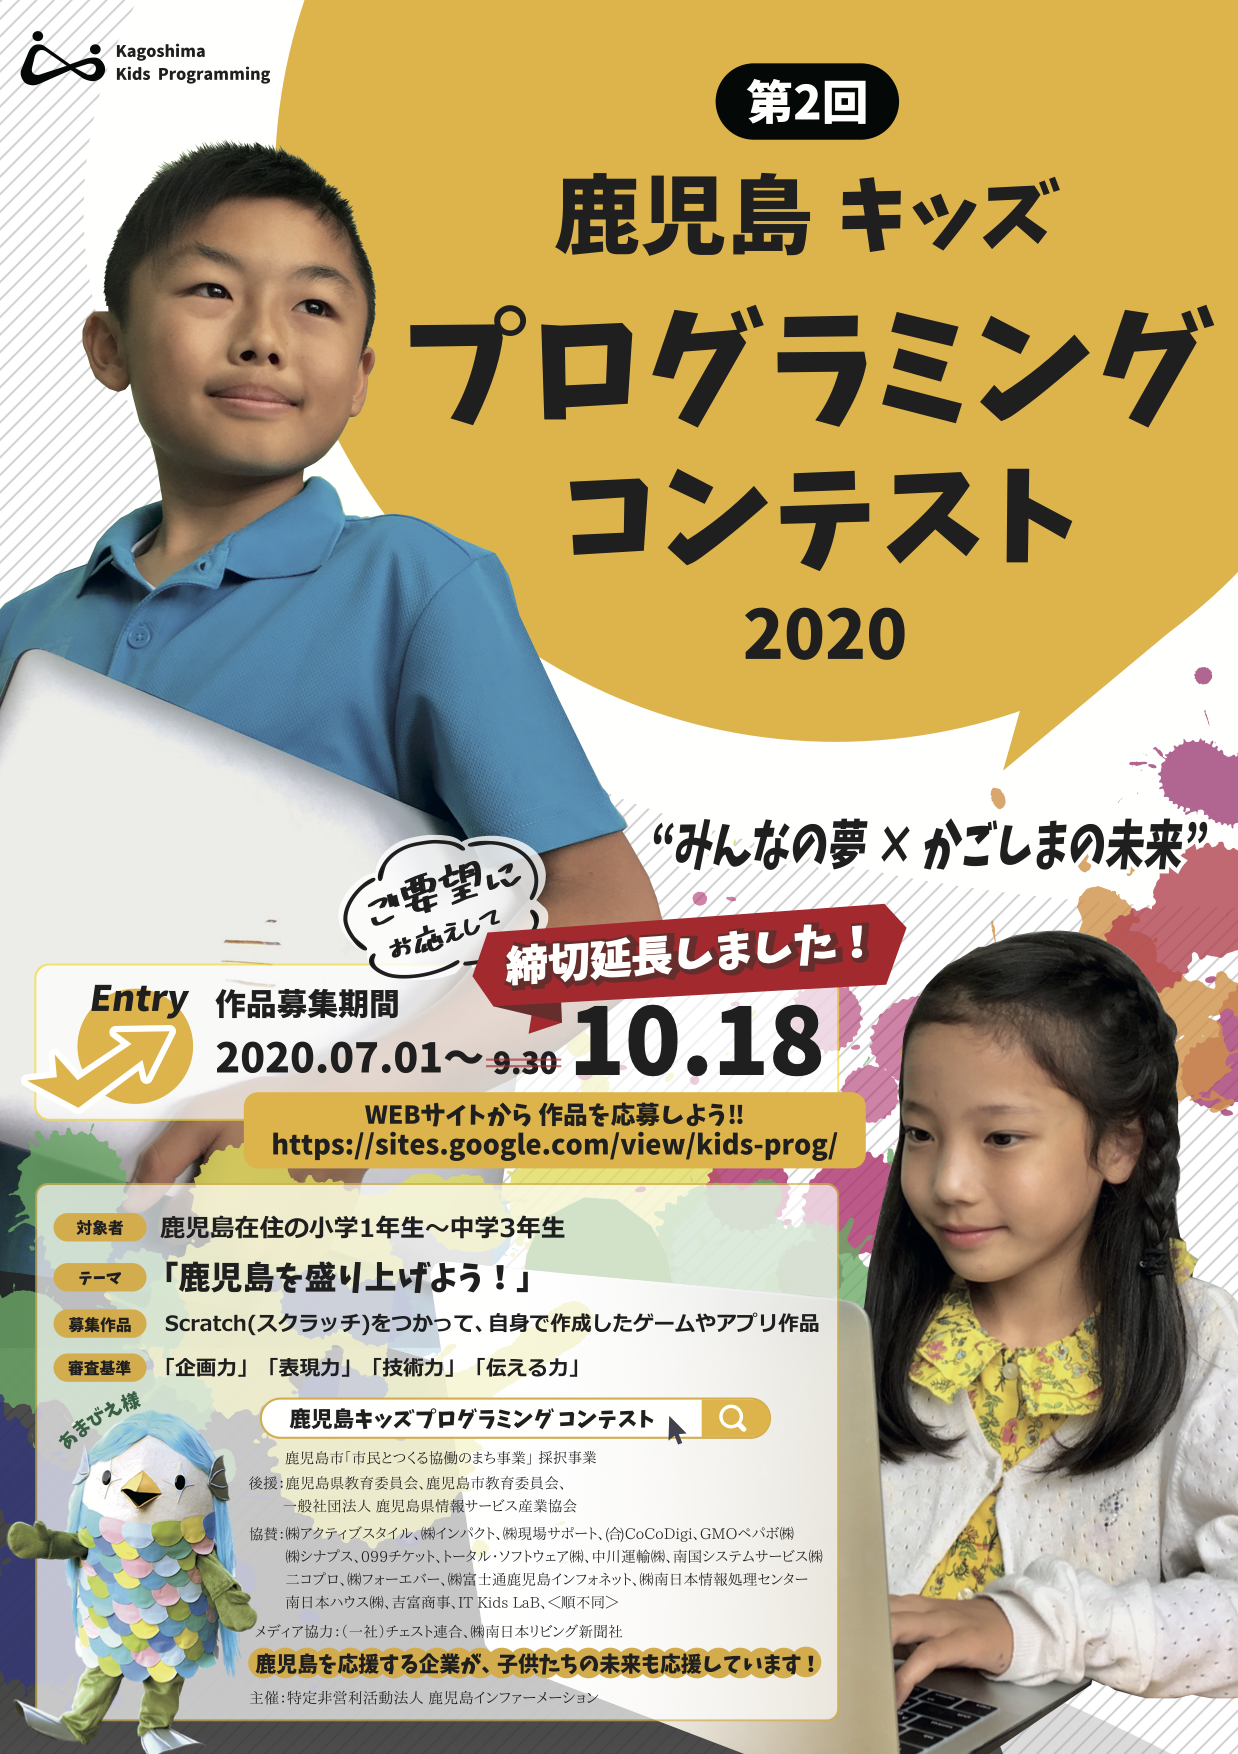 Kagoshima
Kids Programming
第2回
鹿児島 キッズ
プログラミング
コンテスト
2020
“みんなの夢 × かごしまの未来”
ご要望に
お応えして
締切延長しました！
Entry 作品募集期間
2020.07.01～ 9.30 10.18
WEBサイトから 作品を応募しよう!!
https://sites.google.com/view/kids-prog/
対象者 鹿児島在住の小学1年生～中学3年生
テーマ 「鹿児島を盛り上げよう！」
募集作品 Scratch(スクラッチ)をつかって、自身で作成したゲームやアプリ作品
審査基準 「企画力」「表現力」「技術力」「伝える力」
あまびえ様
鹿児島キッズプログラミングコンテスト
鹿児島市「市民とつくる協働のまち事業」採択事業
後援:鹿児島県教育委員会、鹿児島市教育委員会、
一般社団法人 鹿児島県情報サービス産業協会
協賛:㈱アクティブスタイル、㈱インパクト、㈱現場サポート、(合)CoCoDigi、GMOペパボ㈱
㈱シナプス、099チケット、トータル・ソフトウェア㈱、中川運輸㈱、南国システムサービス㈱
ニコプロ、㈱フォーエバー、㈱富士通鹿児島インフォネット、㈱南日本情報処理センター
南日本ハウス㈱、吉富商事、IT Kids LaB、＜順不同＞
メディア協力:(一社)チェスト連合、㈱南日本リビング新聞社
鹿児島を応援する企業が、子供たちの未来も応援しています！
主催:特定非営利活動法人 鹿児島インファーメーション